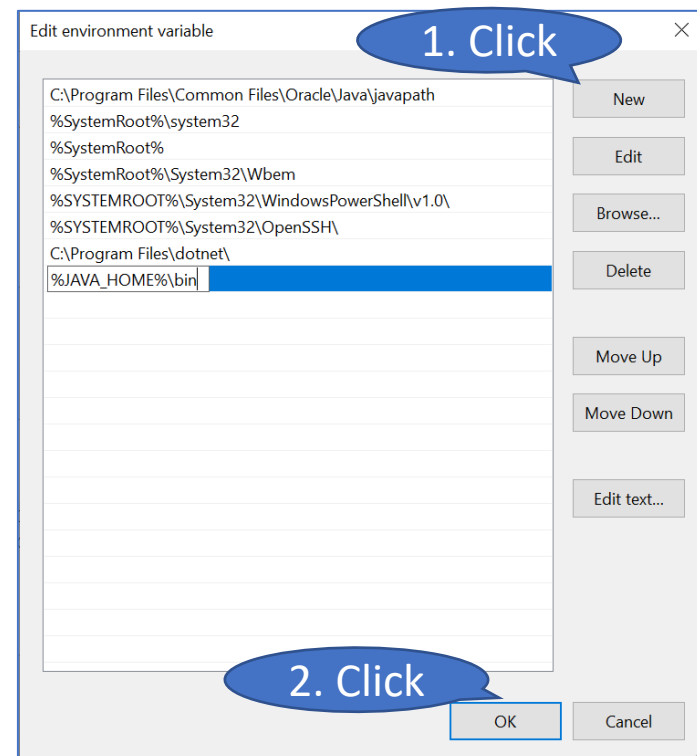 Edit environment variable
1. Click
C:\Program Files\Common Files\Oracle\Java\javapath
%SystemRoot%\system32
%SystemRoot%
%SystemRoot%\System32\Wbem
%SYSTEMROOT%\System32\WindowsPowerShell\v1.0\
%SYSTEMROOT%\System32\OpenSSH\
C:\Program Files\dotnet\
%JAVA_HOME%\bin
New
Edit
Browse...
Delete
Move Up
Move Down
Edit text...
2. Click
OK
Cancel